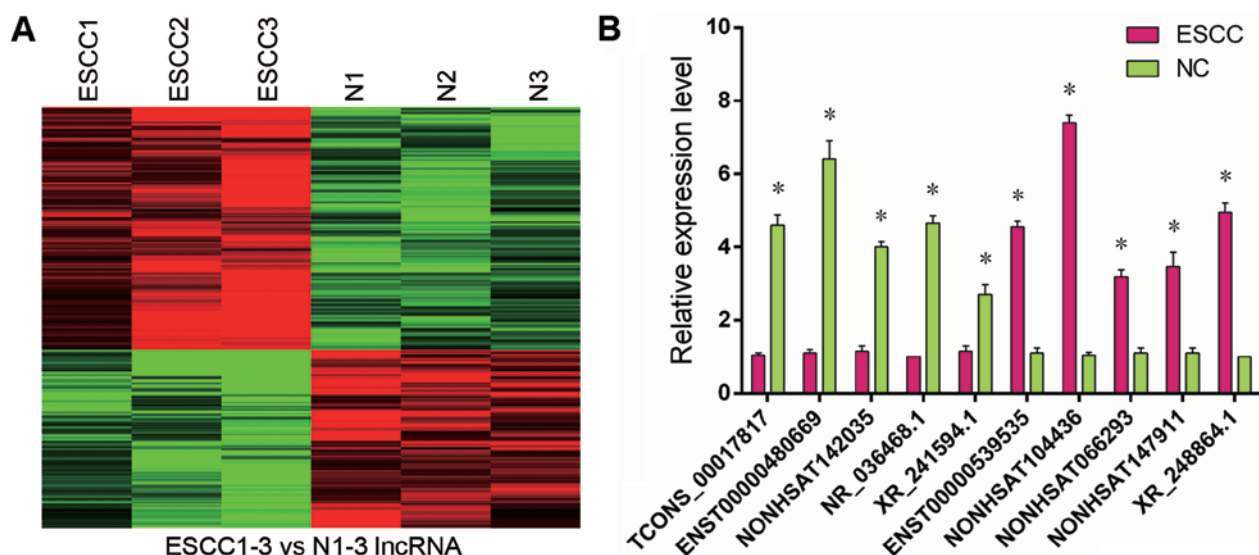 A
ESCC1
ESCC2
ESCC3
N1
N2
N3
ESCC1-3 vs N1-3 lncRNA
B
Relative expression level
10
8
6
4
2
0
ESCC
NC
*
*
*
*
*
*
*
*
*
*
TCONS_00017817
ENST00000480669
NONHSAT142035
NR_036468.1
XR_241594.1
ENST00000539535
NONHSAT104436
NONHSAT066293
NONHSAT147911
XR_248864.1